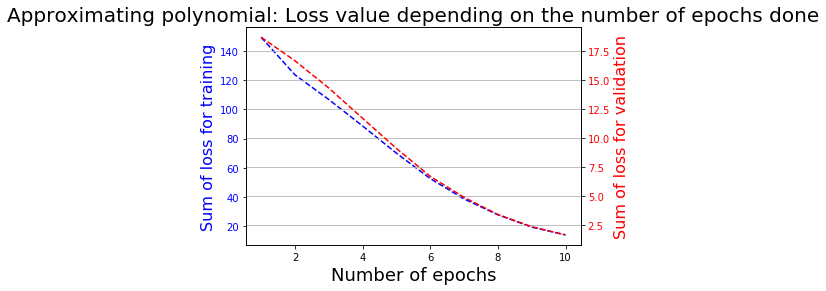 Approximating polynomial: Loss value depending on the number of epochs done
Sum of loss for training
140
120
100
80
60
40
20
17.5
15.0
12.5
10.0
7.5
5.0
2.5
Sum of loss for validation
2 4 6 8 10
Number of epochs